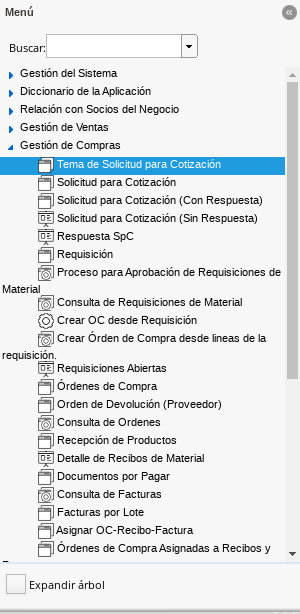 Menú
Buscar:
Gestión del Sistema
Diccionario de la Aplicación
Relación con Socios del Negocio
Gestión de Ventas
Gestión de Compras
Tema de Solicitud para Cotización
Solicitud para Cotización
Solicitud para Cotización (Con Respuesta)
Solicitud para Cotización (Sin Respuesta)
Respuesta SpC
Requisición
Proceso para Aprobación de Requisiciones de
Material
Consulta de Requisiciones de Material
Crear OC desde Requisición
Crear Órden de Compra desde lineas de la
requisición.
Requisiciones Abiertas
Órdenes de Compra
Orden de Devolución (Proveedor)
Consulta de Ordenes
Recepción de Productos
Detalle de Recibos de Material
Documentos por Pagar
Consulta de Facturas
Facturas por Lote
Asignar OC-Recibo-Factura
Órdenes de Compra Asignadas a Recibos y
Expandir árbol